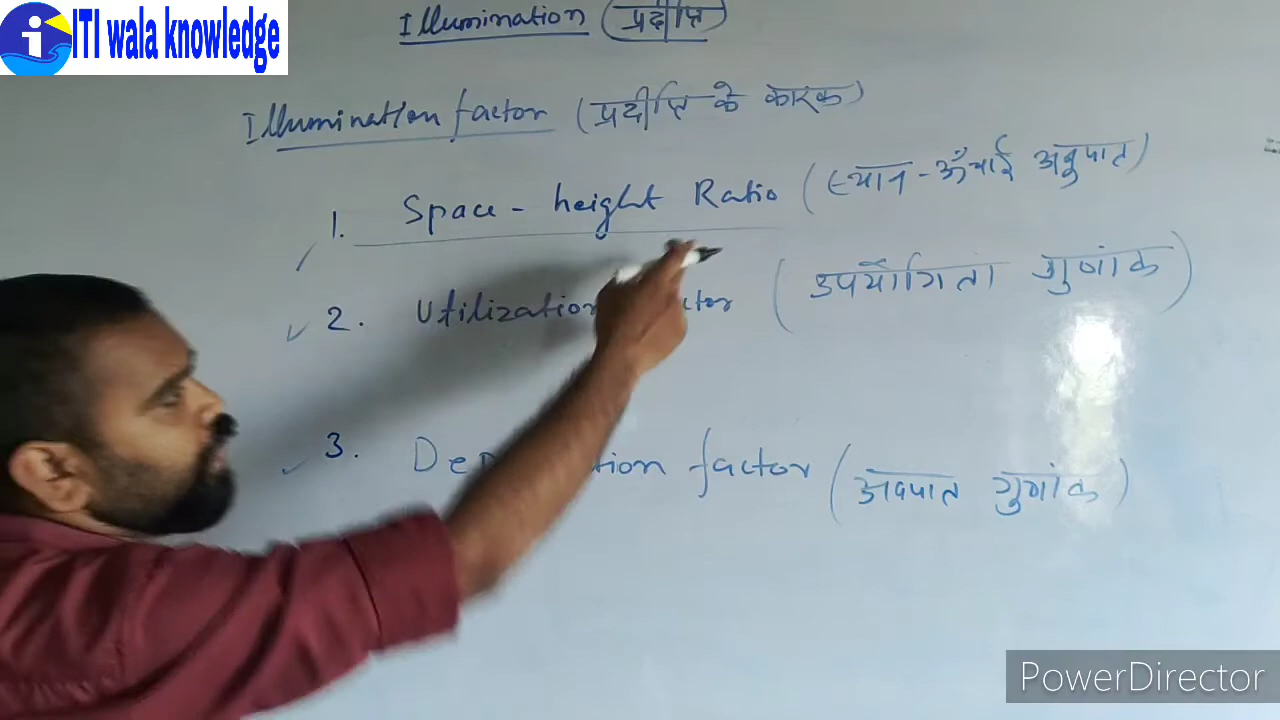 ITI wala knowledge
Illumination (प्रदीप्ति)
Illumination factor (प्रदीप्ति के कारक)
1. Space - height Ratio (स्थान - ऊँचाई अनुपात)
2. Utilization (उपयोगिता गुणांक)
3. factor (अवपात गुणांक)
PowerDirector